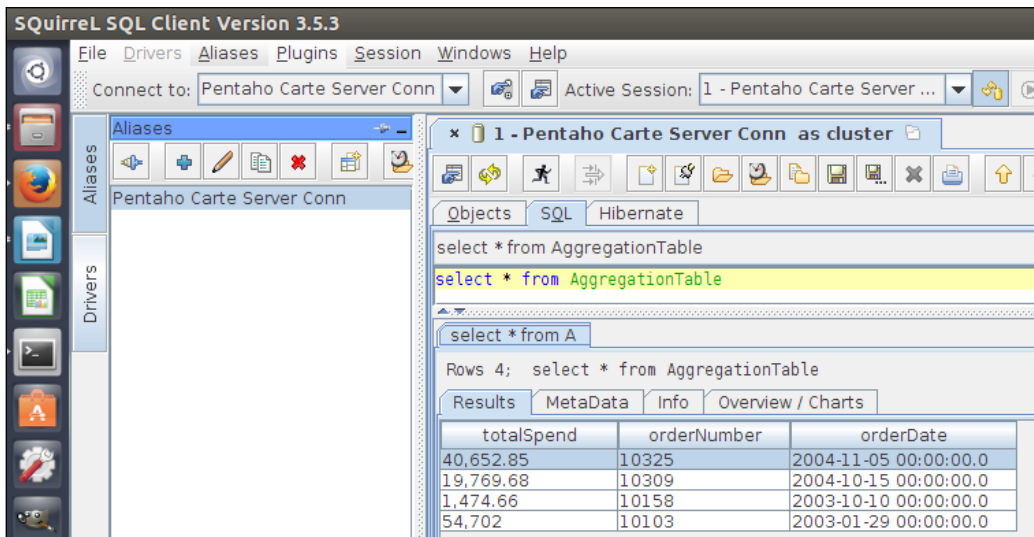 SQuirreL SQL Client Version 3.5.3
File Drivers Aliases Plugins Session Windows Help
Connect to: Pentaho Carte Server Conn Active Session: 1 - Pentaho Carte Server ...
Aliases
Drivers
Aliases
Pentaho Carte Server Conn
1 - Pentaho Carte Server Conn as cluster
Objects SQL Hibernate
select * from AggregationTable
select * from AggregationTable
select * from A
Rows 4; select * from AggregationTable
Results MetaData Info Overview / Charts
totalSpend orderNumber orderDate
40,652.85 10325 2004-11-05 00:00:00.0
19,769.68 10309 2004-10-15 00:00:00.0
1,474.66 10158 2003-10-10 00:00:00.0
54,702 10103 2003-01-29 00:00:00.0